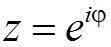 z = e^{iφ}